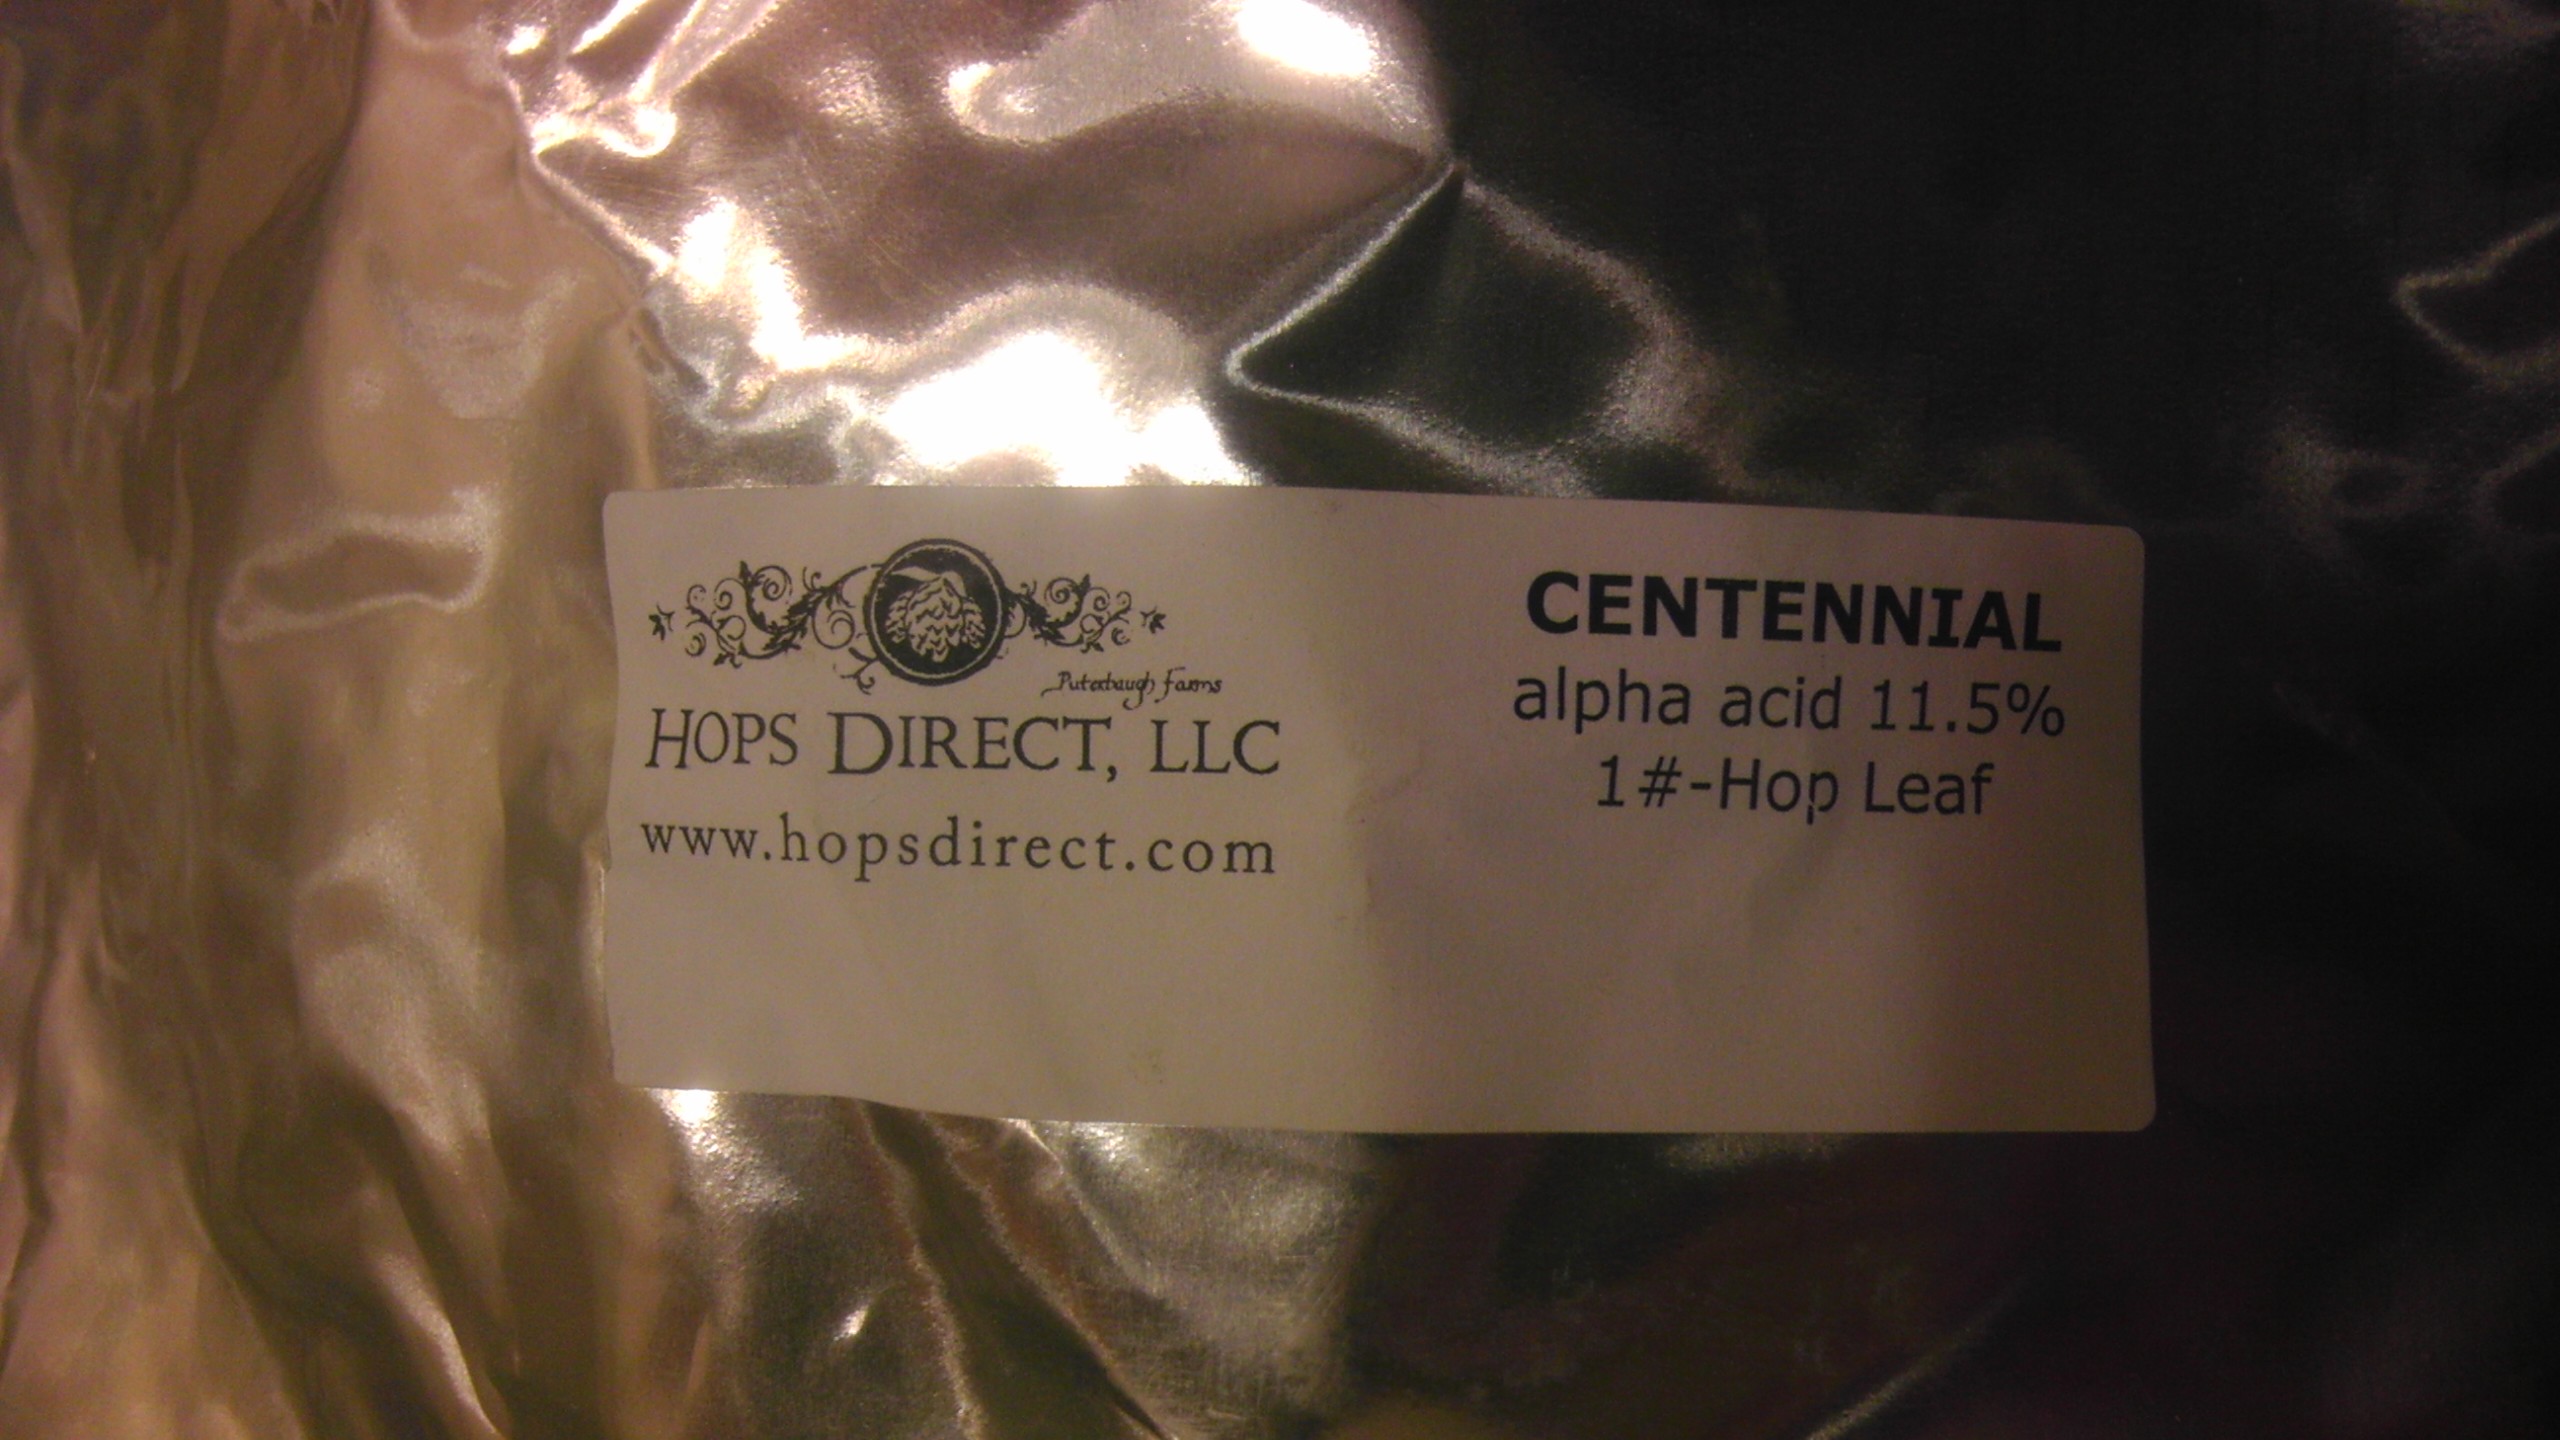 Puterbaugh Farms
HOPS DIRECT, LLC
www.hopsdirect.com
CENTENNIAL
alpha acid 11.5%
1#-Hop Leaf